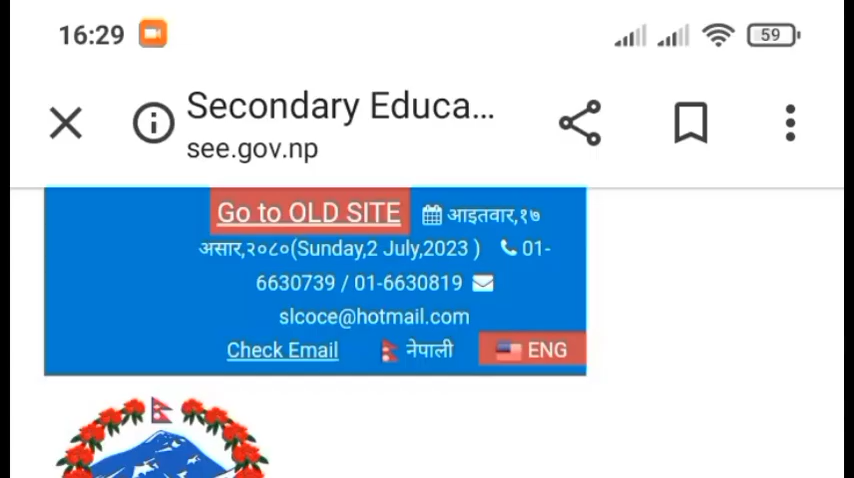 16:29
59
Secondary Educa...
see.gov.np
Go to OLD SITE आइतवार,१७
असार,२०८०(Sunday,2 July,2023 ) 01-
6630739 / 01-6630819
slcoce@hotmail.com
Check Email नेपाली ENG